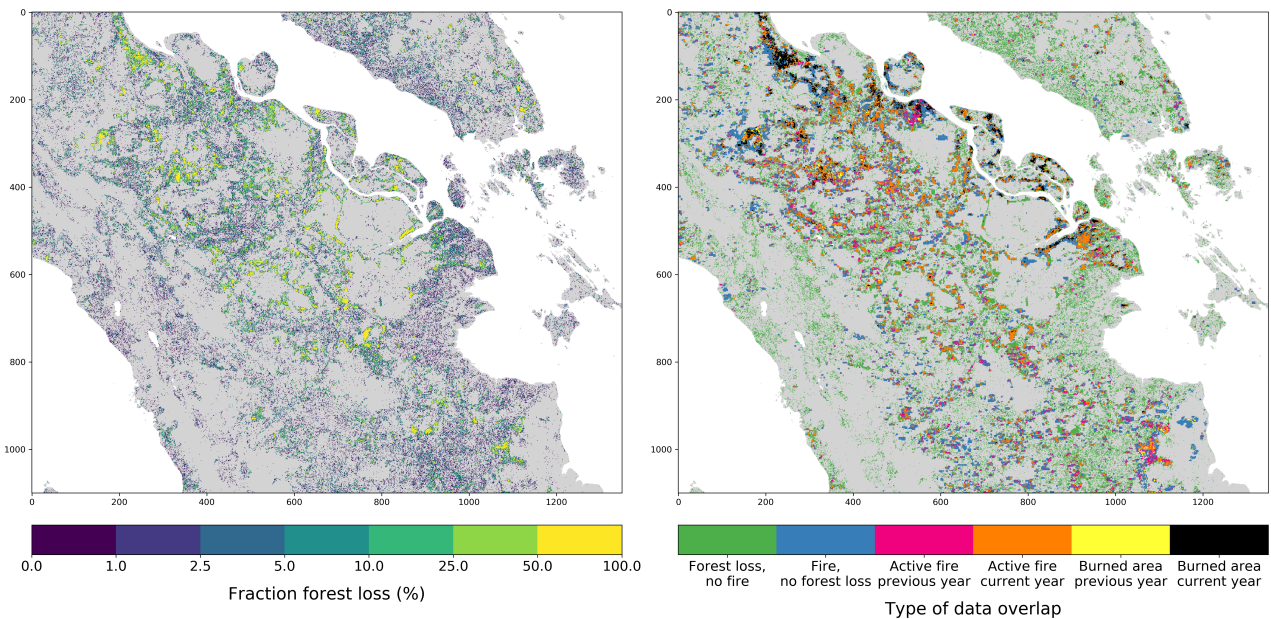 0
200
400
600
800
1000
0 200 400 600 800 1000 1200
0.0 1.0 2.5 5.0 10.0 25.0 50.0 100.0
Fraction forest loss (%)
0
200
400
600
800
1000
0 200 400 600 800 1000 1200
Forest loss, Fire, Active fire Active fire Burned area Burned area
no fire no forest loss previous year current year previous year current year
Type of data overlap